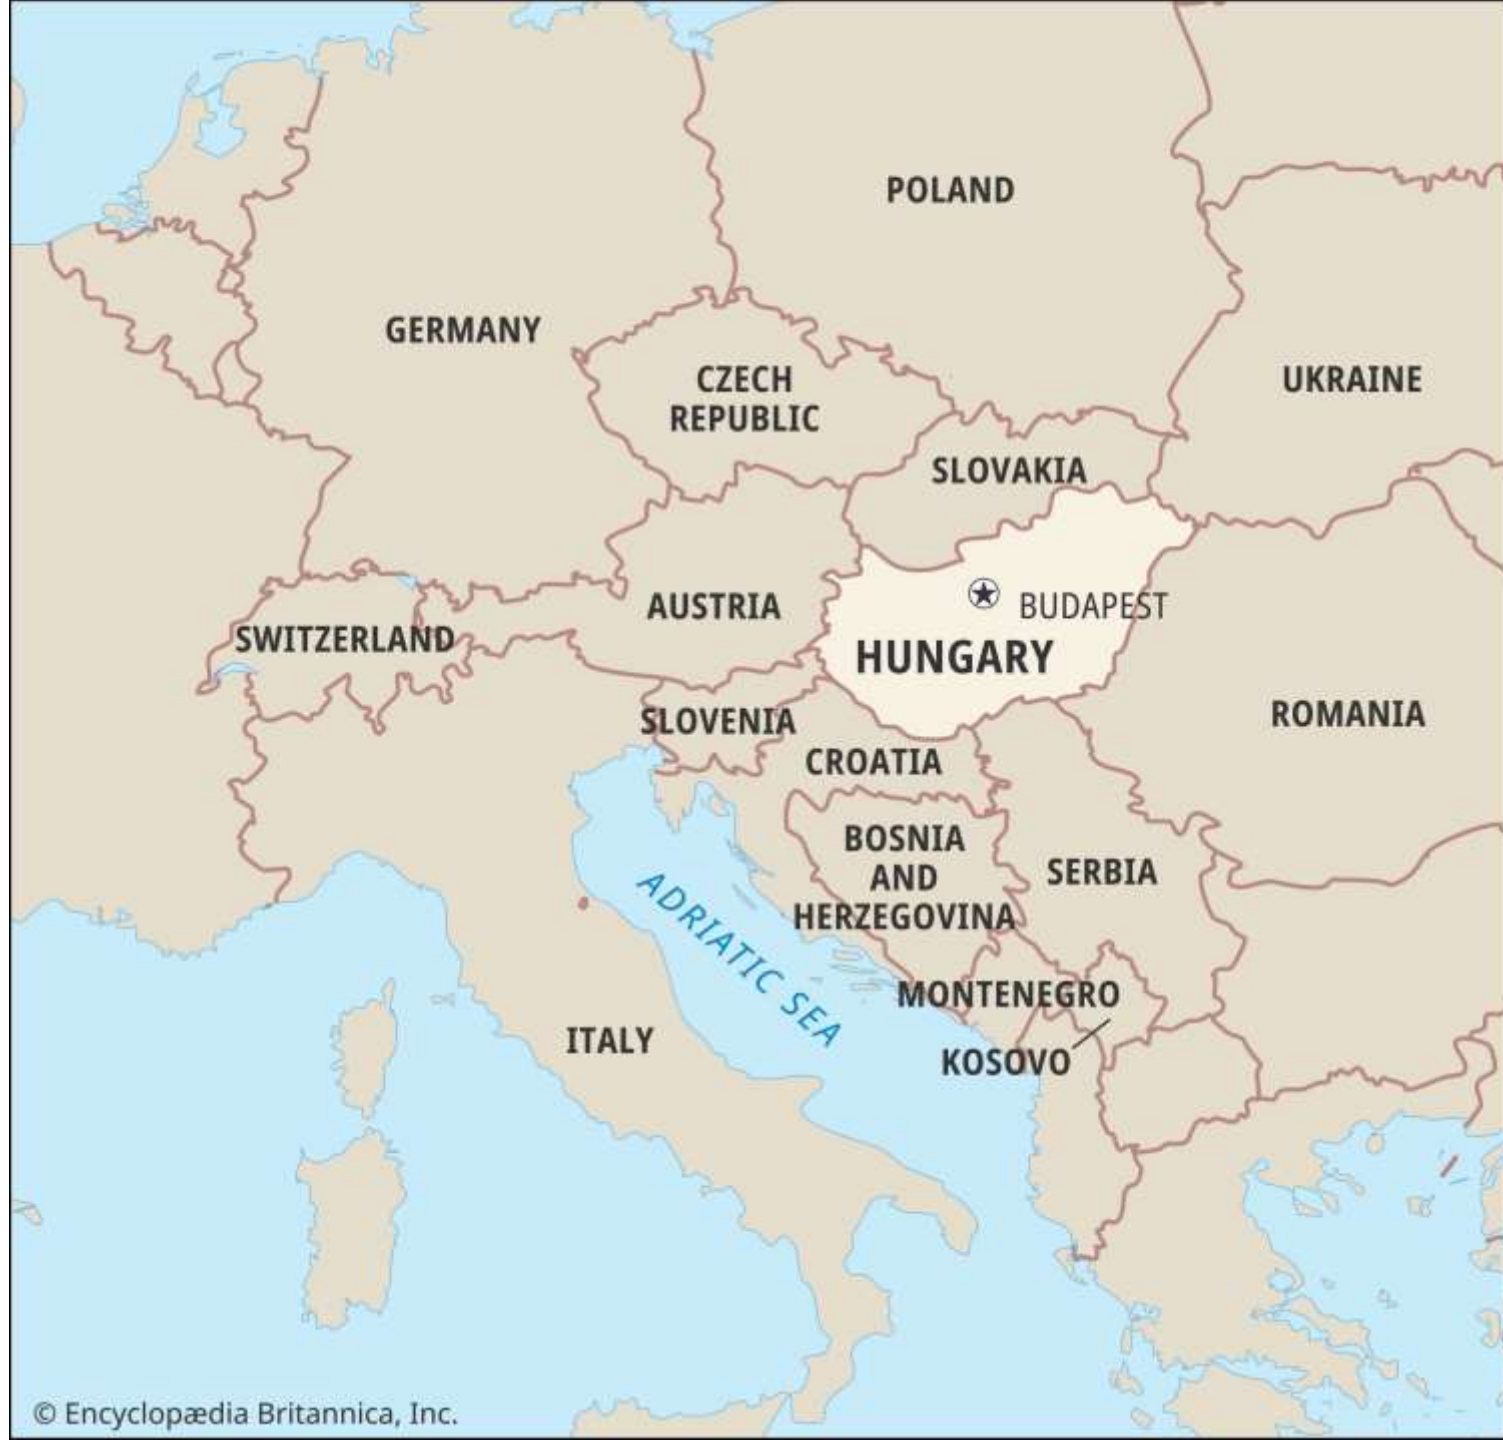 POLAND
GERMANY
CZECH
REPUBLIC
UKRAINE
SLOVAKIA
AUSTRIA
BUDAPEST
SWITZERLAND
HUNGARY
SLOVENIA
ROMANIA
CROATIA
BOSNIA
AND
HERZEGOVINA
SERBIA
ADRIATIC SEA
MONTENEGRO
ITALY
KOSOVO
© Encyclopædia Britannica, Inc.